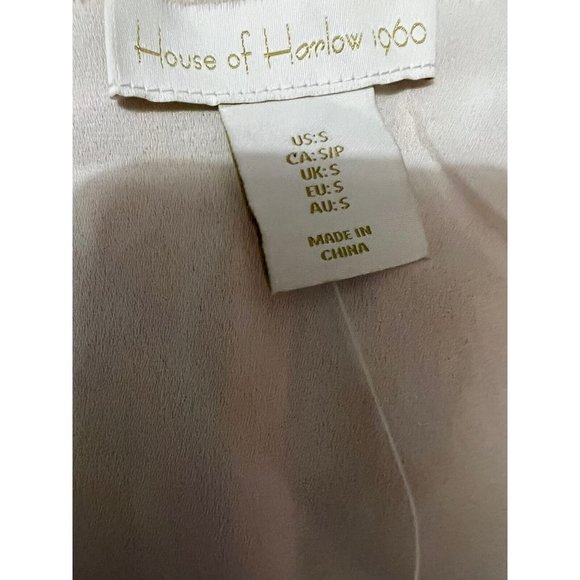 House of Harlow 1960
US:S
CA:S/P
UK:S
EU:S
AU:S
MADE IN
CHINA